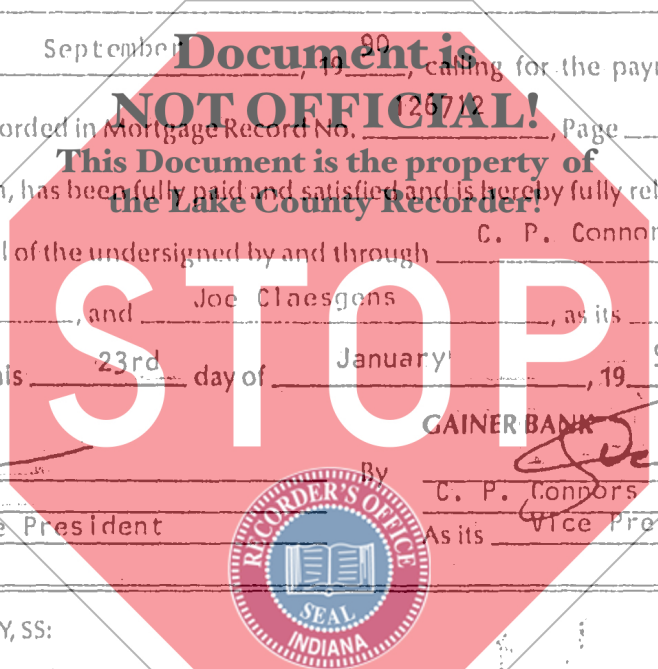 September , 19 80 , calling for the pay
Document is
orded in Mortgage Record No. 126712 , Page
NOT OFFICIAL!
This Document is the property of
, has been fully paid and satisfied and is hereby fully rel
the Lake County Recorder!
l of the undersigned by and through C. P. Connor
, and Joe Claesgens , as its
STOP
is 23rd day of January , 19
GAINER BANK
By
C. P. Connors
e President As its Vice Pre
RECORDER'S OFFICE
SEAL
INDIANA
Y, SS: